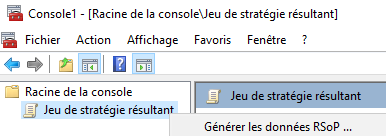 Console1 - [Racine de la console\Jeu de stratégie résultant]
Fichier Action Affichage Favoris Fenêtre ?
Racine de la console
Jeu de stratégie résultant
Jeu de stratégie résultant
Générer les données RSoP ...